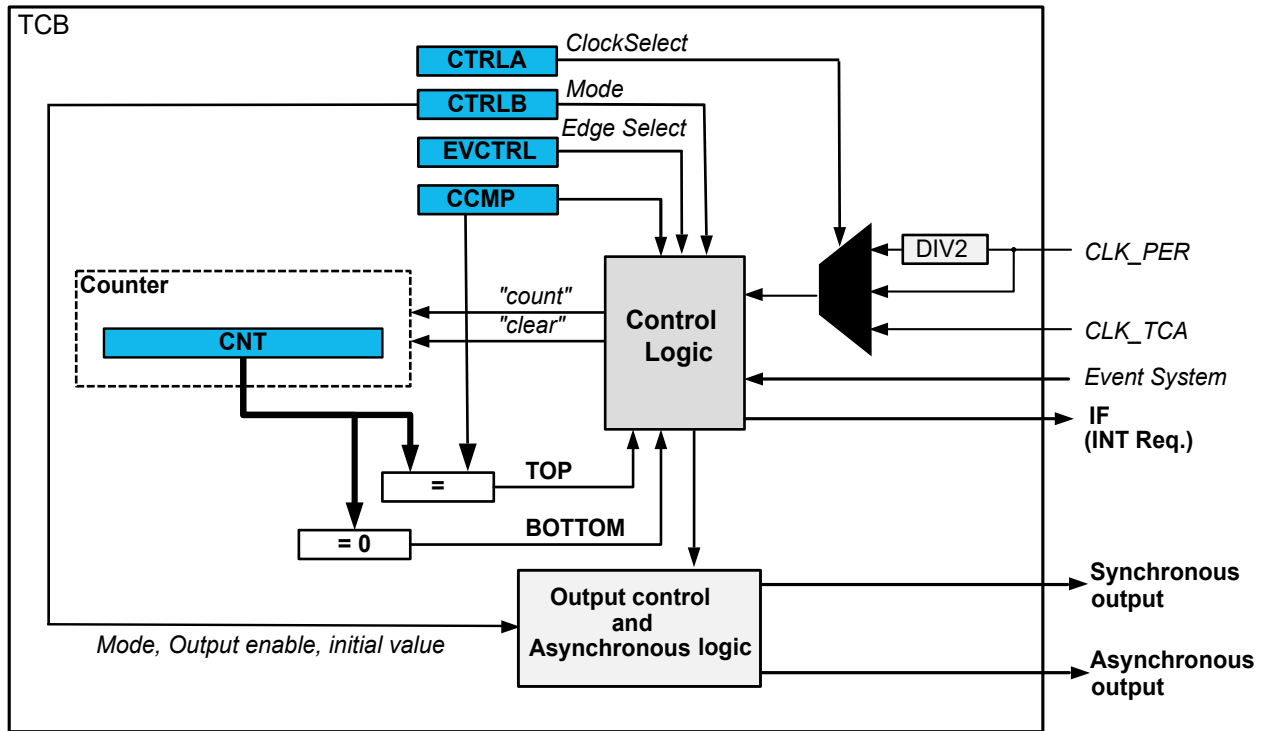 TCB
CTRLA
ClockSelect
CTRLB
Mode
EVCTRL
Edge Select
CCMP
DIV2
CLK_PER
Counter
"count"
CNT
"clear"
Control
Logic
CLK_TCA
Event System
IF
(INT Req.)
=
TOP
= 0
BOTTOM
Output control
and
Asynchronous logic
Mode, Output enable, initial value
Synchronous
output
Asynchronous
output